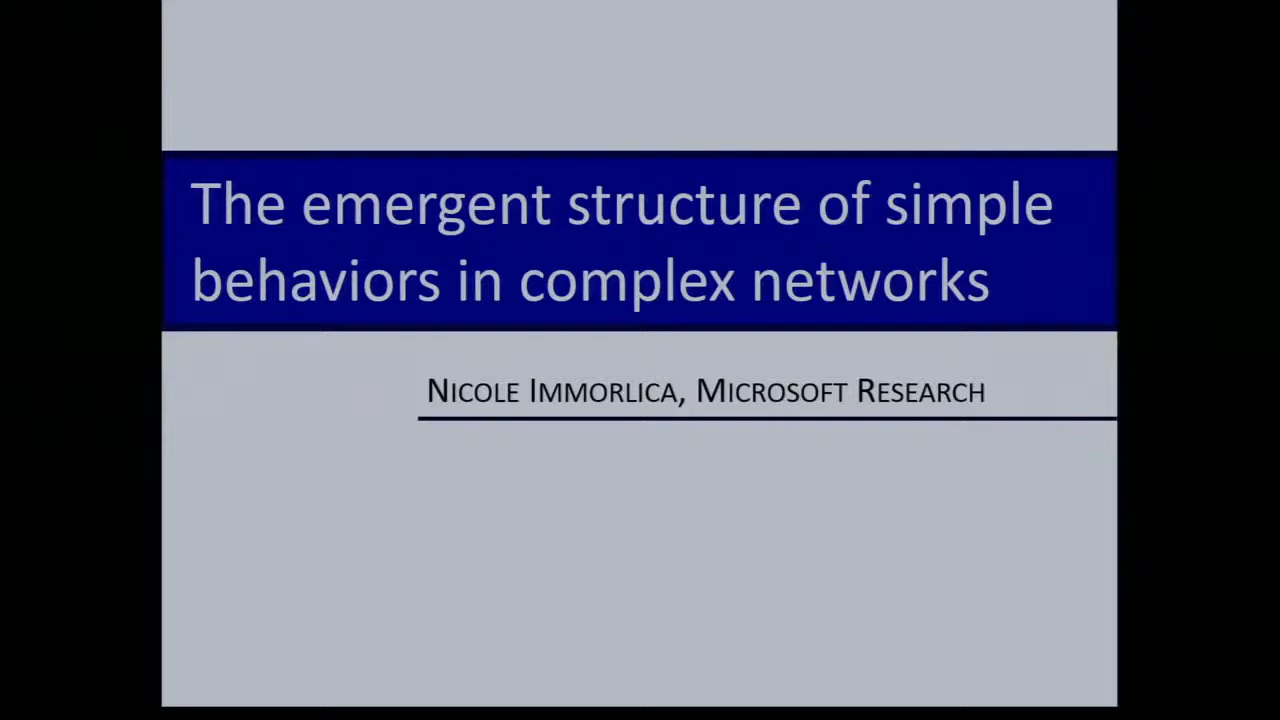 The emergent structure of simple
behaviors in complex networks
NICOLE IMMORLICA, MICROSOFT RESEARCH